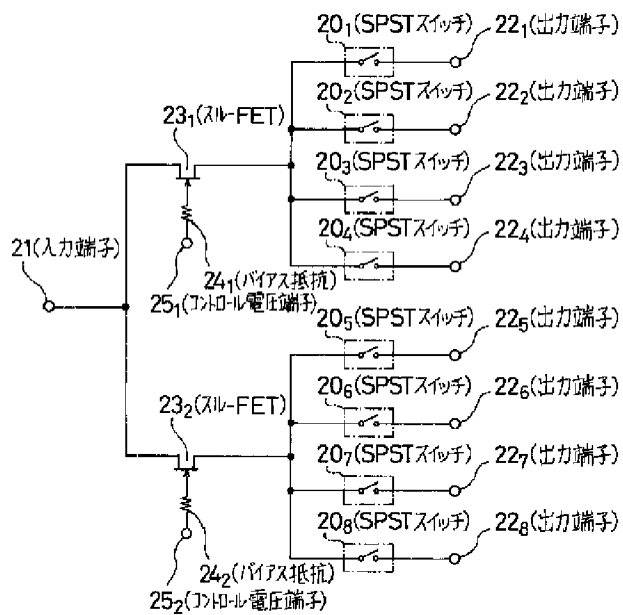 20₁(SPSTスイッチ)
22₁(出力端子)
20₂(SPSTスイッチ)
22₂(出力端子)
23₁(スルーFET)
20₃(SPSTスイッチ)
22₃(出力端子)
20₄(SPSTスイッチ)
22₄(出力端子)
21(入力端子)
24₁(バイアス抵抗)
25₁(コントロール電圧端子)
20₅(SPSTスイッチ)
22₅(出力端子)
20₆(SPSTスイッチ)
22₆(出力端子)
23₂(スルーFET)
20₇(SPSTスイッチ)
22₇(出力端子)
20₈(SPSTスイッチ)
22₈(出力端子)
24₂(バイアス抵抗)
25₂(コントロール電圧端子)